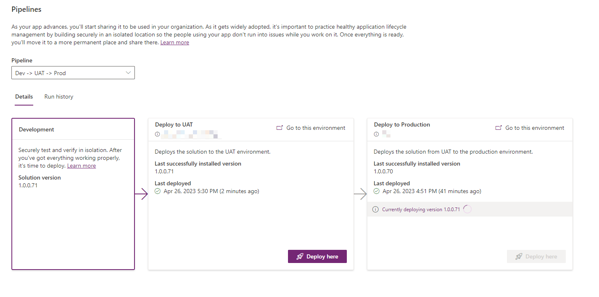 Pipelines
As your app advances, you'll start sharing it to be used in your organization. As it gets widely adopted, it's important to practice healthy application lifecycle
management by building securely in an isolated location so the people using your app don't run into issues while you work on it. Once everything is ready,
you'll move it to a more permanent place and share there. Learn more
Pipeline
Dev -> UAT -> Prod
Details Run history
Development
Securely test and verify in isolation. After
you've got everything working properly,
it's time to deploy. Learn more
Solution version
1.0.0.71
Deploy to UAT
Go to this environment
Deploys the solution to the UAT environment.
Last successfully installed version
1.0.0.71
Last deployed
Apr 26, 2023 5:30 PM (2 minutes ago)
Deploy here
Deploy to Production
Go to this environment
Deploys the solution from UAT to the production environment.
Last successfully installed version
1.0.0.70
Last deployed
Apr 26, 2023 4:51 PM (41 minutes ago)
Currently deploying version 1.0.0.71
Deploy here